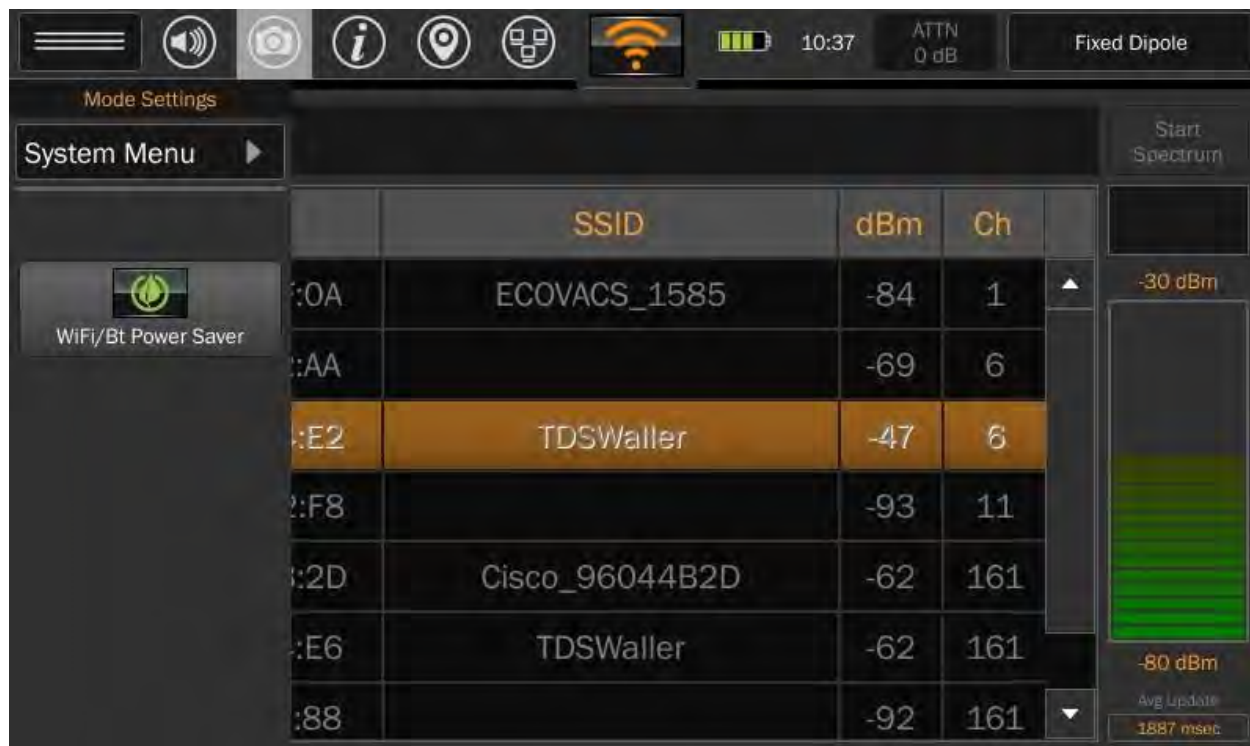 10:37
ATTN
0 dB
Fixed Dipole
Mode Settings
System Menu
Start
Spectrum
SSID dBm Ch
:0A ECOVACS_1585 -84 1
-30 dBm
WiFi/Bt Power Saver
:AA -69 6
:E2 TDSWaller -47 6
:F8 -93 11
:2D Cisco_96044B2D -62 161
:E6 TDSWaller -62 161
-80 dBm
:88 -92 161
Avg Update
1887 msec